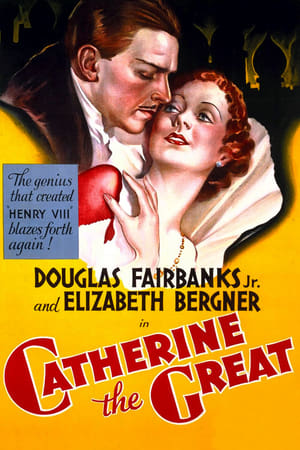 The genius
that created
"HENRY VIII"
blazes forth
again!
DOUGLAS FAIRBANKS Jr.
and ELIZABETH BERGNER
in
CATHERINE
the GREAT